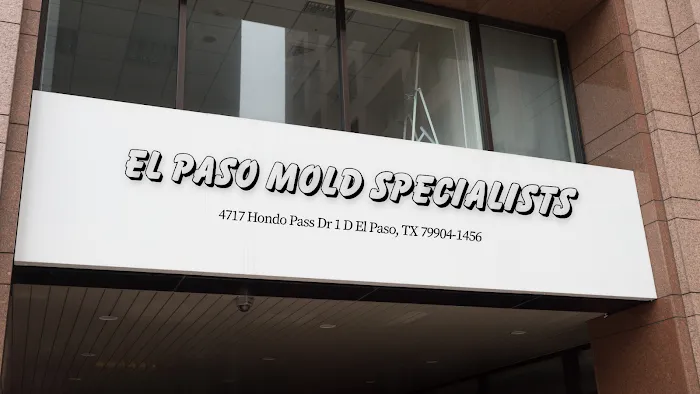 EL PASO MOLD SPECIALISTS
4717 Hondo Pass Dr 1 D El Paso, TX 79904-1456